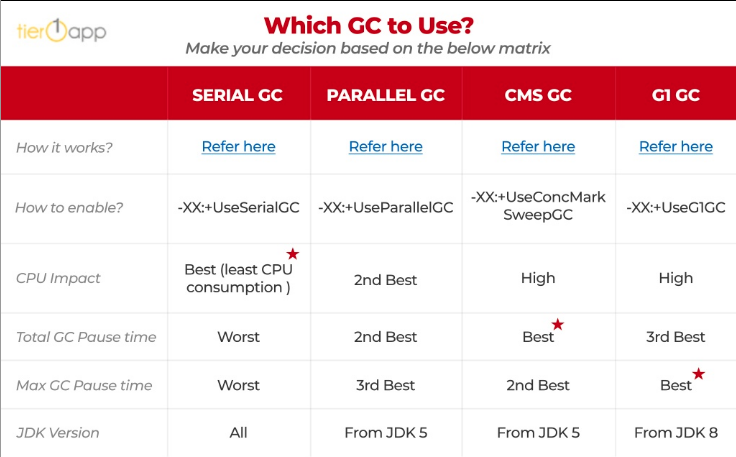 tier1app
Which GC to Use?
Make your decision based on the below matrix
SERIAL GC PARALLEL GC CMS GC G1 GC
How it works? Refer here Refer here Refer here Refer here
How to enable? -XX:+UseSerialGC -XX:+UseParallelGC -XX:+UseConcMark
SweepGC -XX:+UseG1GC
CPU Impact Best (least CPU
consumption ) 2nd Best High High
Total GC Pause time Worst 2nd Best Best 3rd Best
Max GC Pause time Worst 3rd Best 2nd Best Best
JDK Version All From JDK 5 From JDK 5 From JDK 8